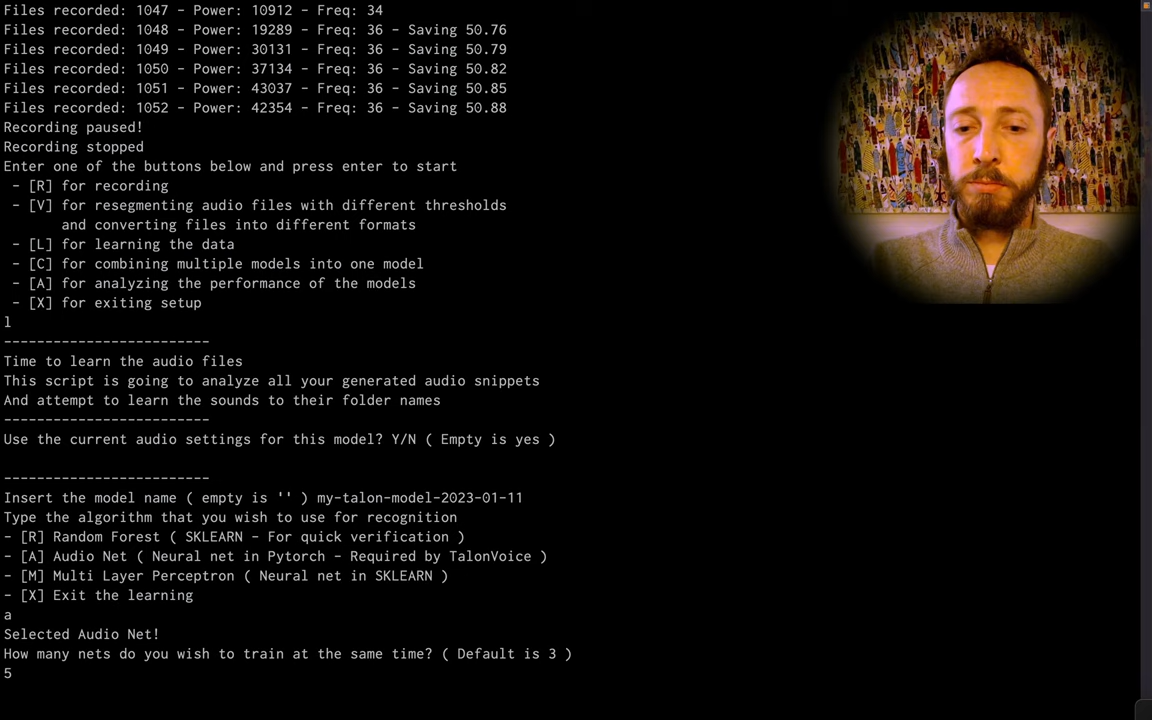 Files recorded: 1047 - Power: 10912 - Freq: 34
Files recorded: 1048 - Power: 19289 - Freq: 36 - Saving 50.76
Files recorded: 1049 - Power: 30131 - Freq: 36 - Saving 50.79
Files recorded: 1050 - Power: 37134 - Freq: 36 - Saving 50.82
Files recorded: 1051 - Power: 43037 - Freq: 36 - Saving 50.85
Files recorded: 1052 - Power: 42354 - Freq: 36 - Saving 50.88
Recording paused!
Recording stopped
Enter one of the buttons below and press enter to start
- [R] for recording
- [V] for resegmenting audio files with different thresholds
and converting files into different formats
- [L] for learning the data
- [C] for combining multiple models into one model
- [A] for analyzing the performance of the models
- [X] for exiting setup
l
-------------------------
Time to learn the audio files
This script is going to analyze all your generated audio snippets
And attempt to learn the sounds to their folder names
-------------------------
Use the current audio settings for this model? Y/N ( Empty is yes )
-------------------------
Insert the model name ( empty is '' ) my-talon-model-2023-01-11
Type the algorithm that you wish to use for recognition
- [R] Random Forest ( SKLEARN - For quick verification )
- [A] Audio Net ( Neural net in Pytorch - Required by TalonVoice )
- [M] Multi Layer Perceptron ( Neural net in SKLEARN )
- [X] Exit the learning
a
Selected Audio Net!
How many nets do you wish to train at the same time? ( Default is 3 )
5